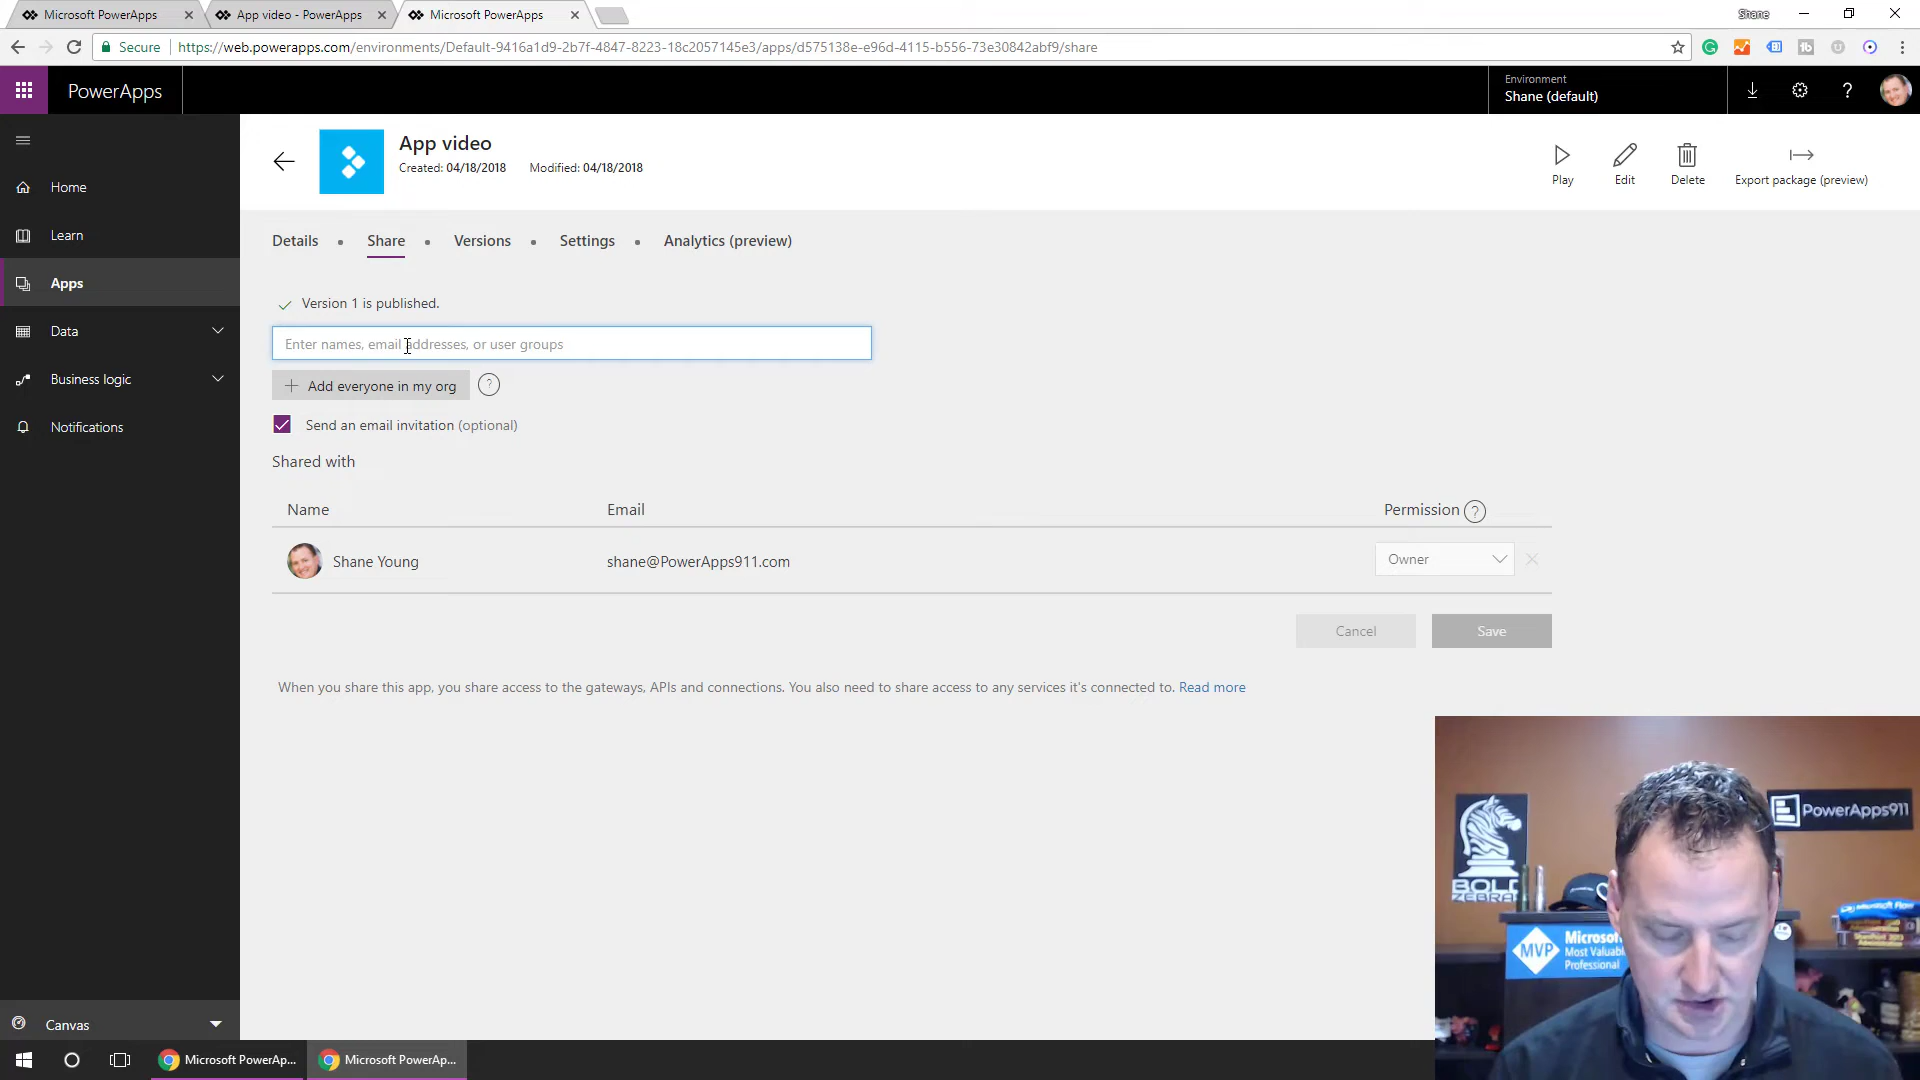 Microsoft PowerApps
App video - PowerApps
Microsoft PowerApps
Shane
Secure
https://web.powerapps.com/environments/Default-9416a1d9-2b7f-4847-8223-18c2057145e3/apps/d575138e-e96d-4115-b556-73e30842abf9/share
PowerApps
Environment
Shane (default)
?
Home
Learn
Apps
Data
Business logic
Notifications
Canvas
App video
Created: 04/18/2018 Modified: 04/18/2018
Play
Edit
Delete
Export package (preview)
Details
Share
Versions
Settings
Analytics (preview)
Version 1 is published.
Enter names, email addresses, or user groups
Add everyone in my org
?
Send an email invitation (optional)
Shared with
Name
Email
Permission ?
Shane Young
shane@PowerApps911.com
Owner
Cancel
Save
When you share this app, you share access to the gateways, APIs and connections. You also need to share access to any services it's connected to. Read more
PowerApps911
BOLD
ZEBRAS
MVP
Microsoft
Most Valuable
Professional
Microsoft PowerAp...
Microsoft PowerAp...